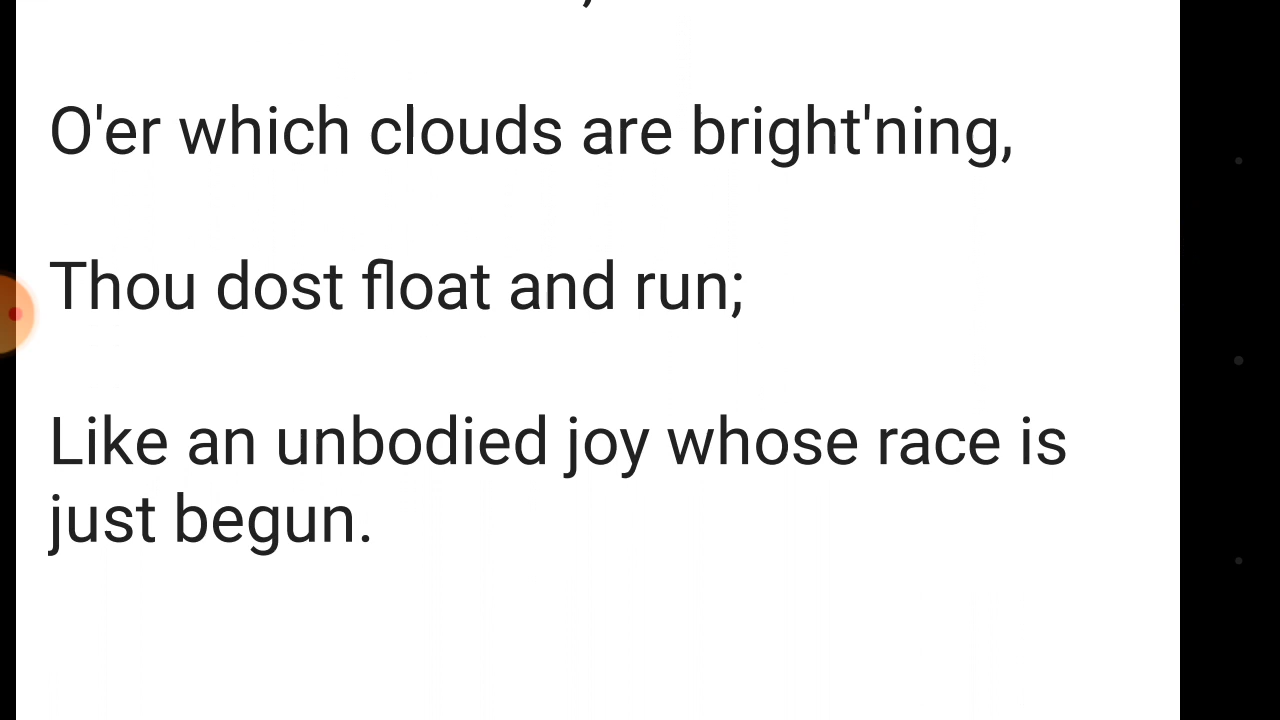 O'er which clouds are bright'ning,
Thou dost float and run;
Like an unbodied joy whose race is
just begun.